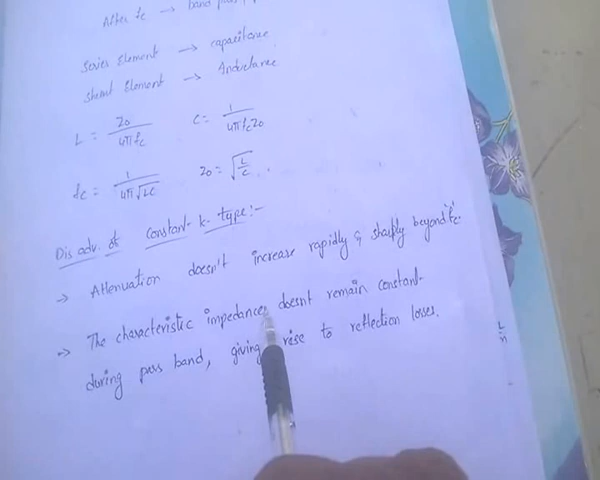 After fc → band pass
Series Element → capacitance
Shunt Element → Inductance
L = Z0 / 4πfc   C = 1 / 4πfcZ0
fc = 1 / 4π√LC   Z0 = √L/C
Dis adv. of constant-k-type:-
→ Attenuation doesn't increase rapidly & sharply beyond 'fc'
→ The characteristic impedances doesnt remain constant-
during pass band, giving rise to reflection losses.